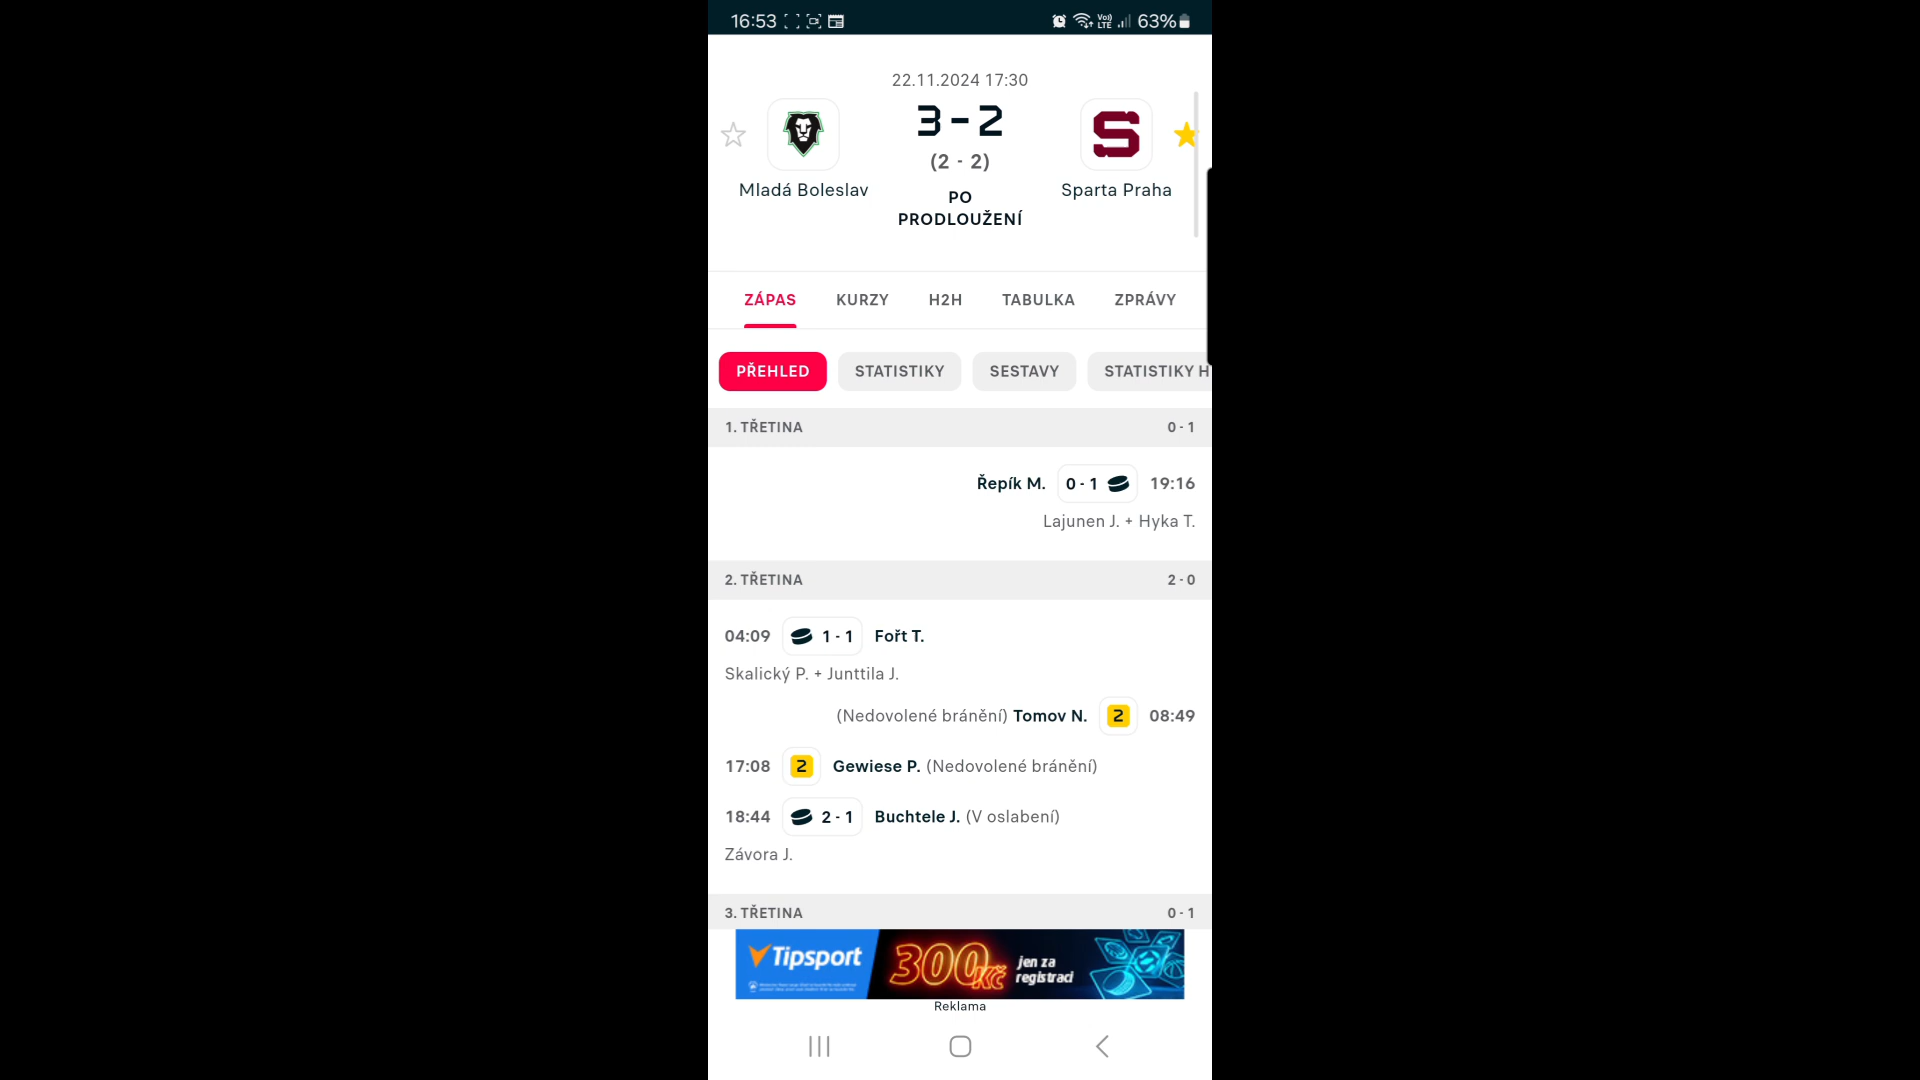 16:53 63%
22.11.2024 17:30
3 - 2
(2 - 2)
Mladá Boleslav
Sparta Praha
PO
PRODLOUŽENÍ
ZÁPAS KURZY H2H TABULKA ZPRÁVY
PŘEHLED STATISTIKY SESTAVY STATISTIKY H
1. TŘETINA 0 - 1
Řepík M. 0 - 1 19:16
Lajunen J. + Hyka T.
2. TŘETINA 2 - 0
04:09 1 - 1 Fořt T.
Skalický P. + Junttila J.
(Nedovolené bránění) Tomov N. 2 08:49
17:08 2 Gewiese P. (Nedovolené bránění)
18:44 2 - 1 Buchtele J. (V oslabení)
Závora J.
3. TŘETINA 0 - 1
Tipsport 300Kč jen za
registraci
Reklama